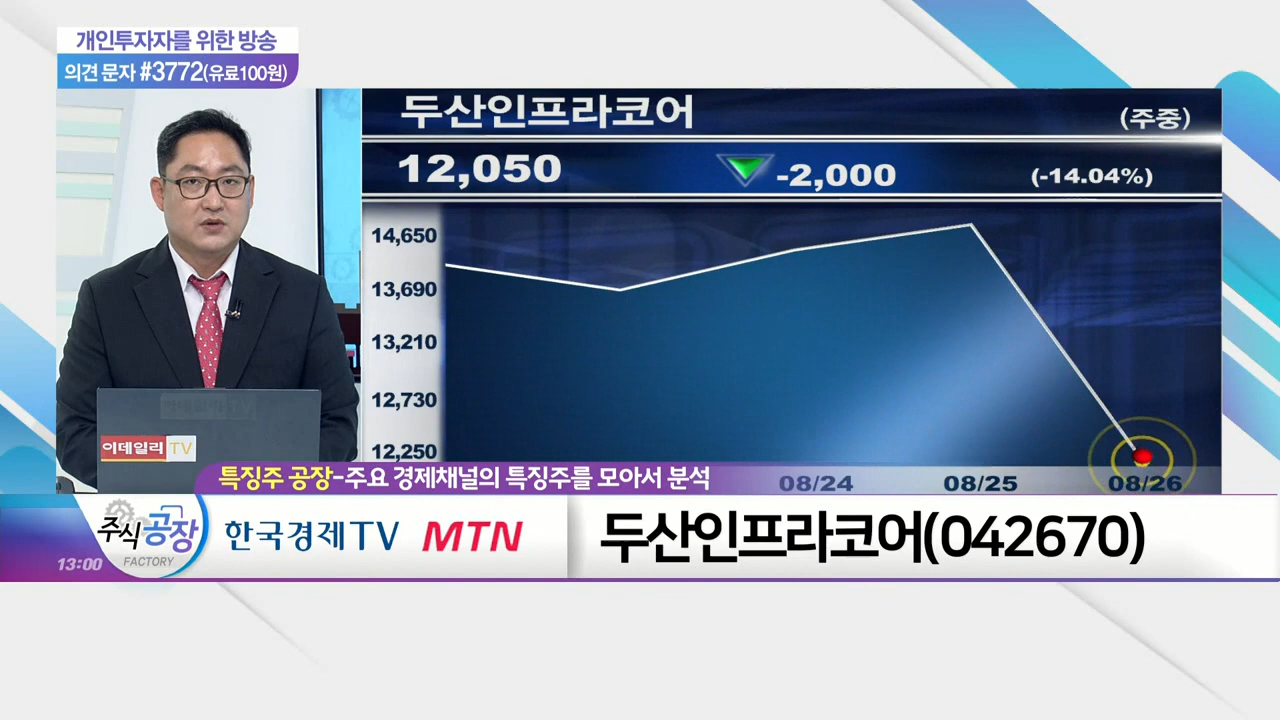 개인투자자를 위한 방송
의견 문자 #3772(유료100원)
두산인프라코어
(주중)
12,050
-2,000
(-14.04%)
14,650
13,690
13,210
12,730
12,250
08/24
08/25
08/26
이데일리 TV
특징주 공장-주요 경제채널의 특징주를 모아서 분석
주식공장
FACTORY
13:00
한국경제TV
MTN
두산인프라코어(042670)